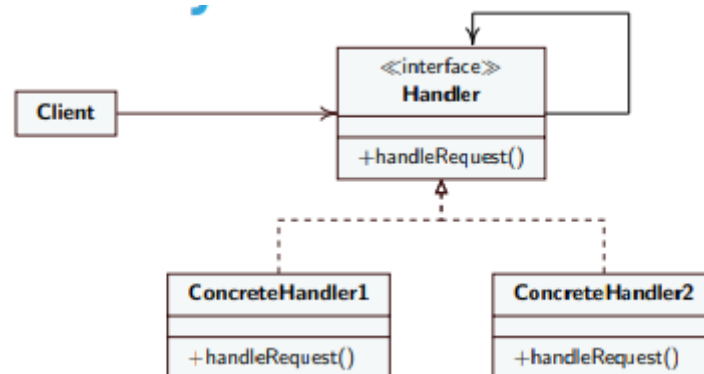 ≪interface≫
Handler
Client
+handleRequest()
ConcreteHandler1
ConcreteHandler2
+handleRequest()
+handleRequest()